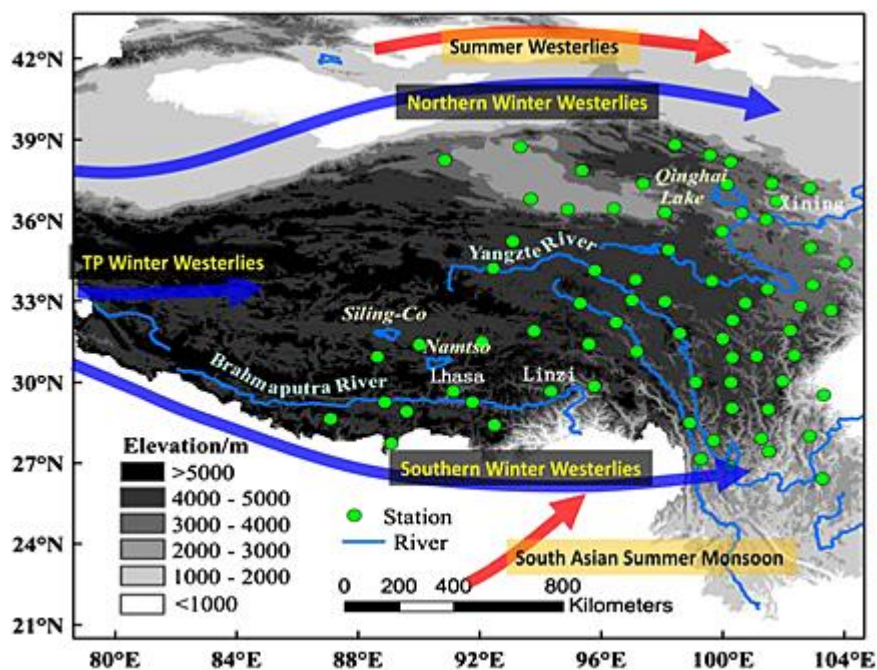 42°N
39°N
36°N
33°N
30°N
27°N
24°N
21°N
Summer Westerlies
Northern Winter Westerlies
Qinghai
Lake
Xining
Yangzte River
TP Winter Westerlies
Siling-Co
Namtso
Lhasa
Linzi
Brahmaputra River
Elevation/m
>5000
4000 - 5000
3000 - 4000
2000 - 3000
1000 - 2000
<1000
Southern Winter Westerlies
Station
River
South Asian Summer Monsoon
0 200 400 800
Kilometers
80°E 84°E 88°E 92°E 96°E 100°E 104°E